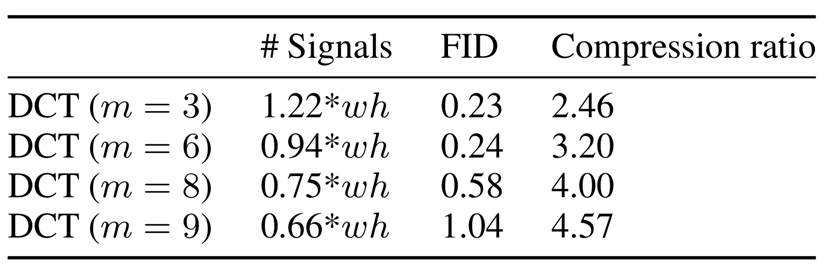 # Signals FID Compression ratio
DCT (m = 3) 1.22*wh 0.23 2.46
DCT (m = 6) 0.94*wh 0.24 3.20
DCT (m = 8) 0.75*wh 0.58 4.00
DCT (m = 9) 0.66*wh 1.04 4.57